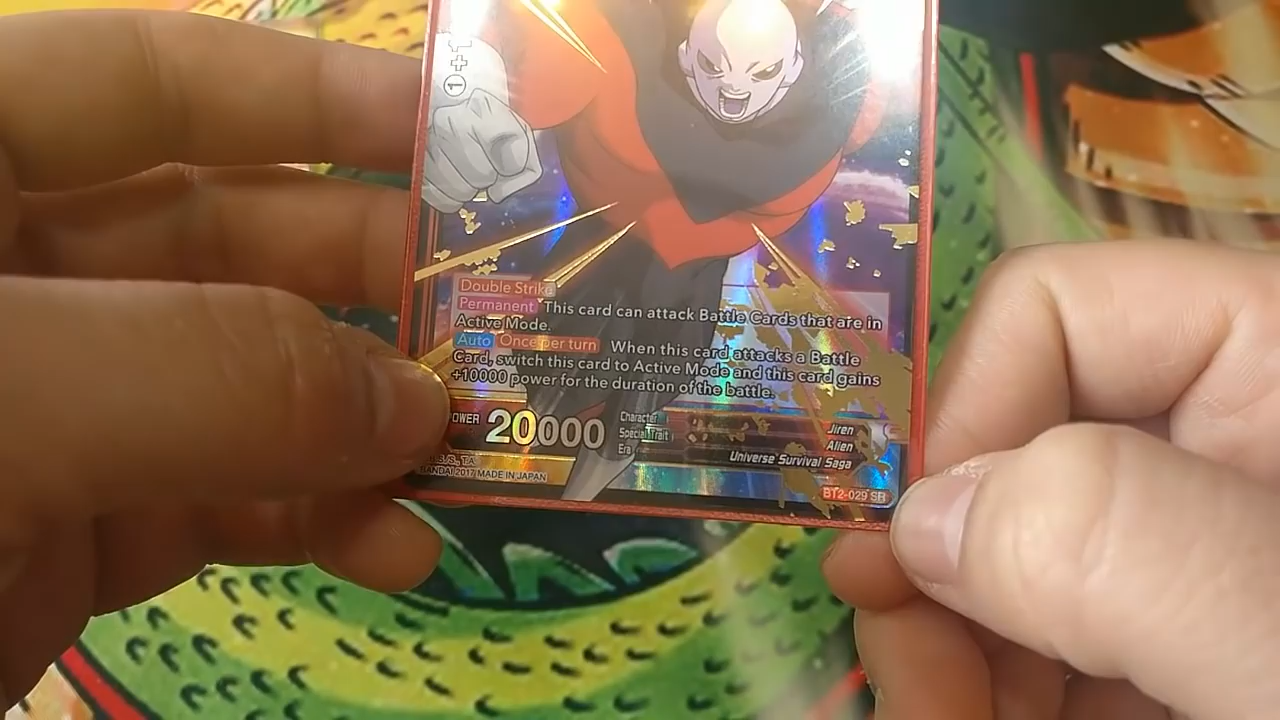 Double Strike
Permanent This card can attack Battle Cards that are in
Active Mode.
Auto Once per turn When this card attacks a Battle
Card, switch this card to Active Mode and this card gains
+10000 power for the duration of the battle.
POWER 20000
Character Jiren
Special Trait Alien
Era Universe Survival Saga
B.S./S., T.A.
BANDAI 2017 MADE IN JAPAN
BT2-029 SR